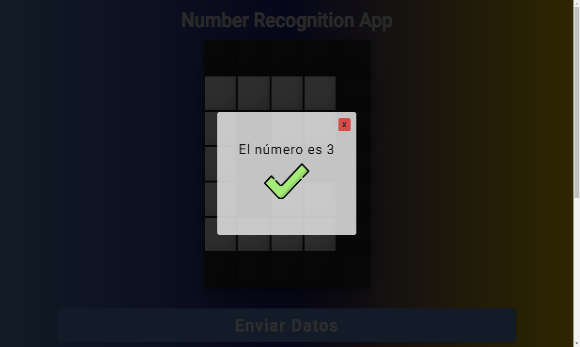 Number Recognition App
x
El número es 3
Enviar Datos